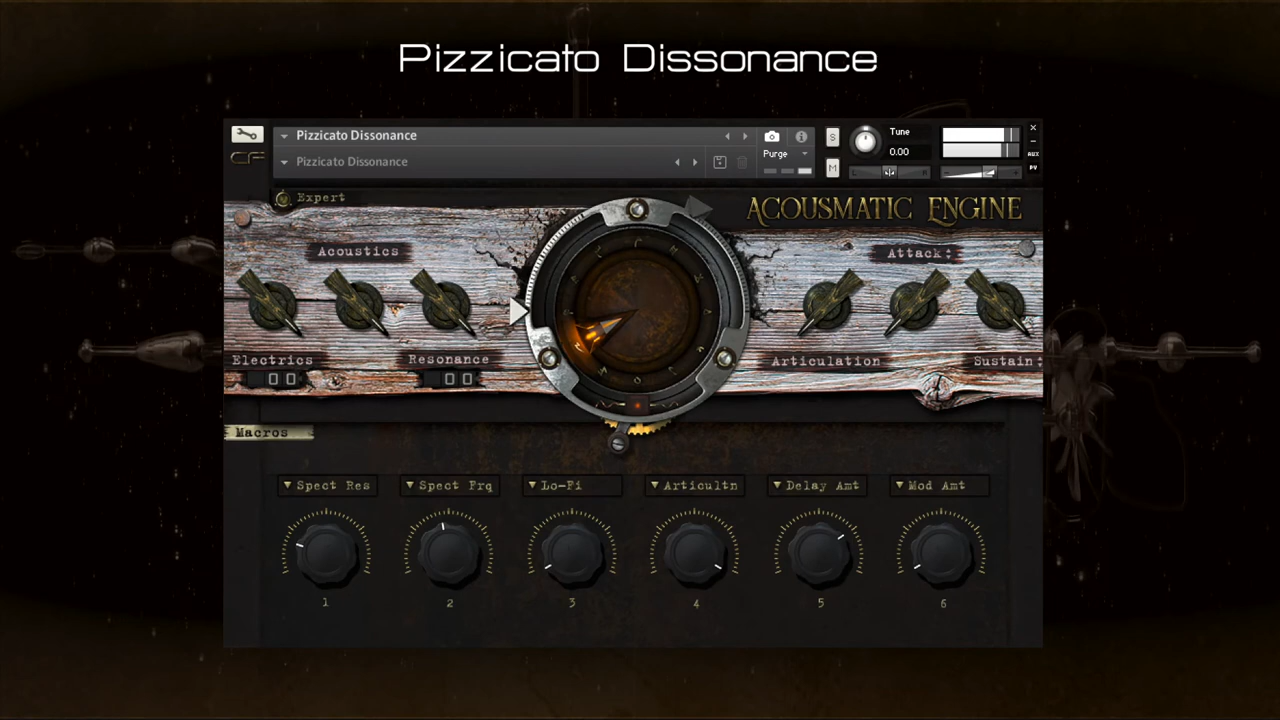 Pizzicato Dissonance
Pizzicato Dissonance
Pizzicato Dissonance
Purge
S
M
Tune
0.00
L R
AUX
PV
Expert
ACOUSMATIC ENGINE
Acoustics
Attack
Electrics
Resonance
Articulation
Sustain
00
00
Macros
Spect Res
Spect Frq
Lo-Fi
Articultn
Delay Amt
Mod Amt
1
2
3
4
5
6